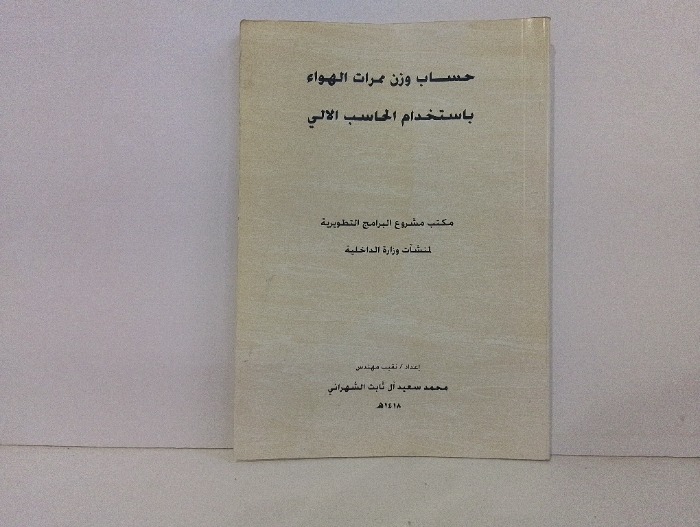 حساب وزن ممرات الهواء
باستخدام الحاسب الالي
مكتب مشروع البرامج التطويرية
لمنشآت وزارة الداخلية
إعداد / نقيب مهندس
محمد سعيد آل ثابت الشهراني
١٤١٨هـ